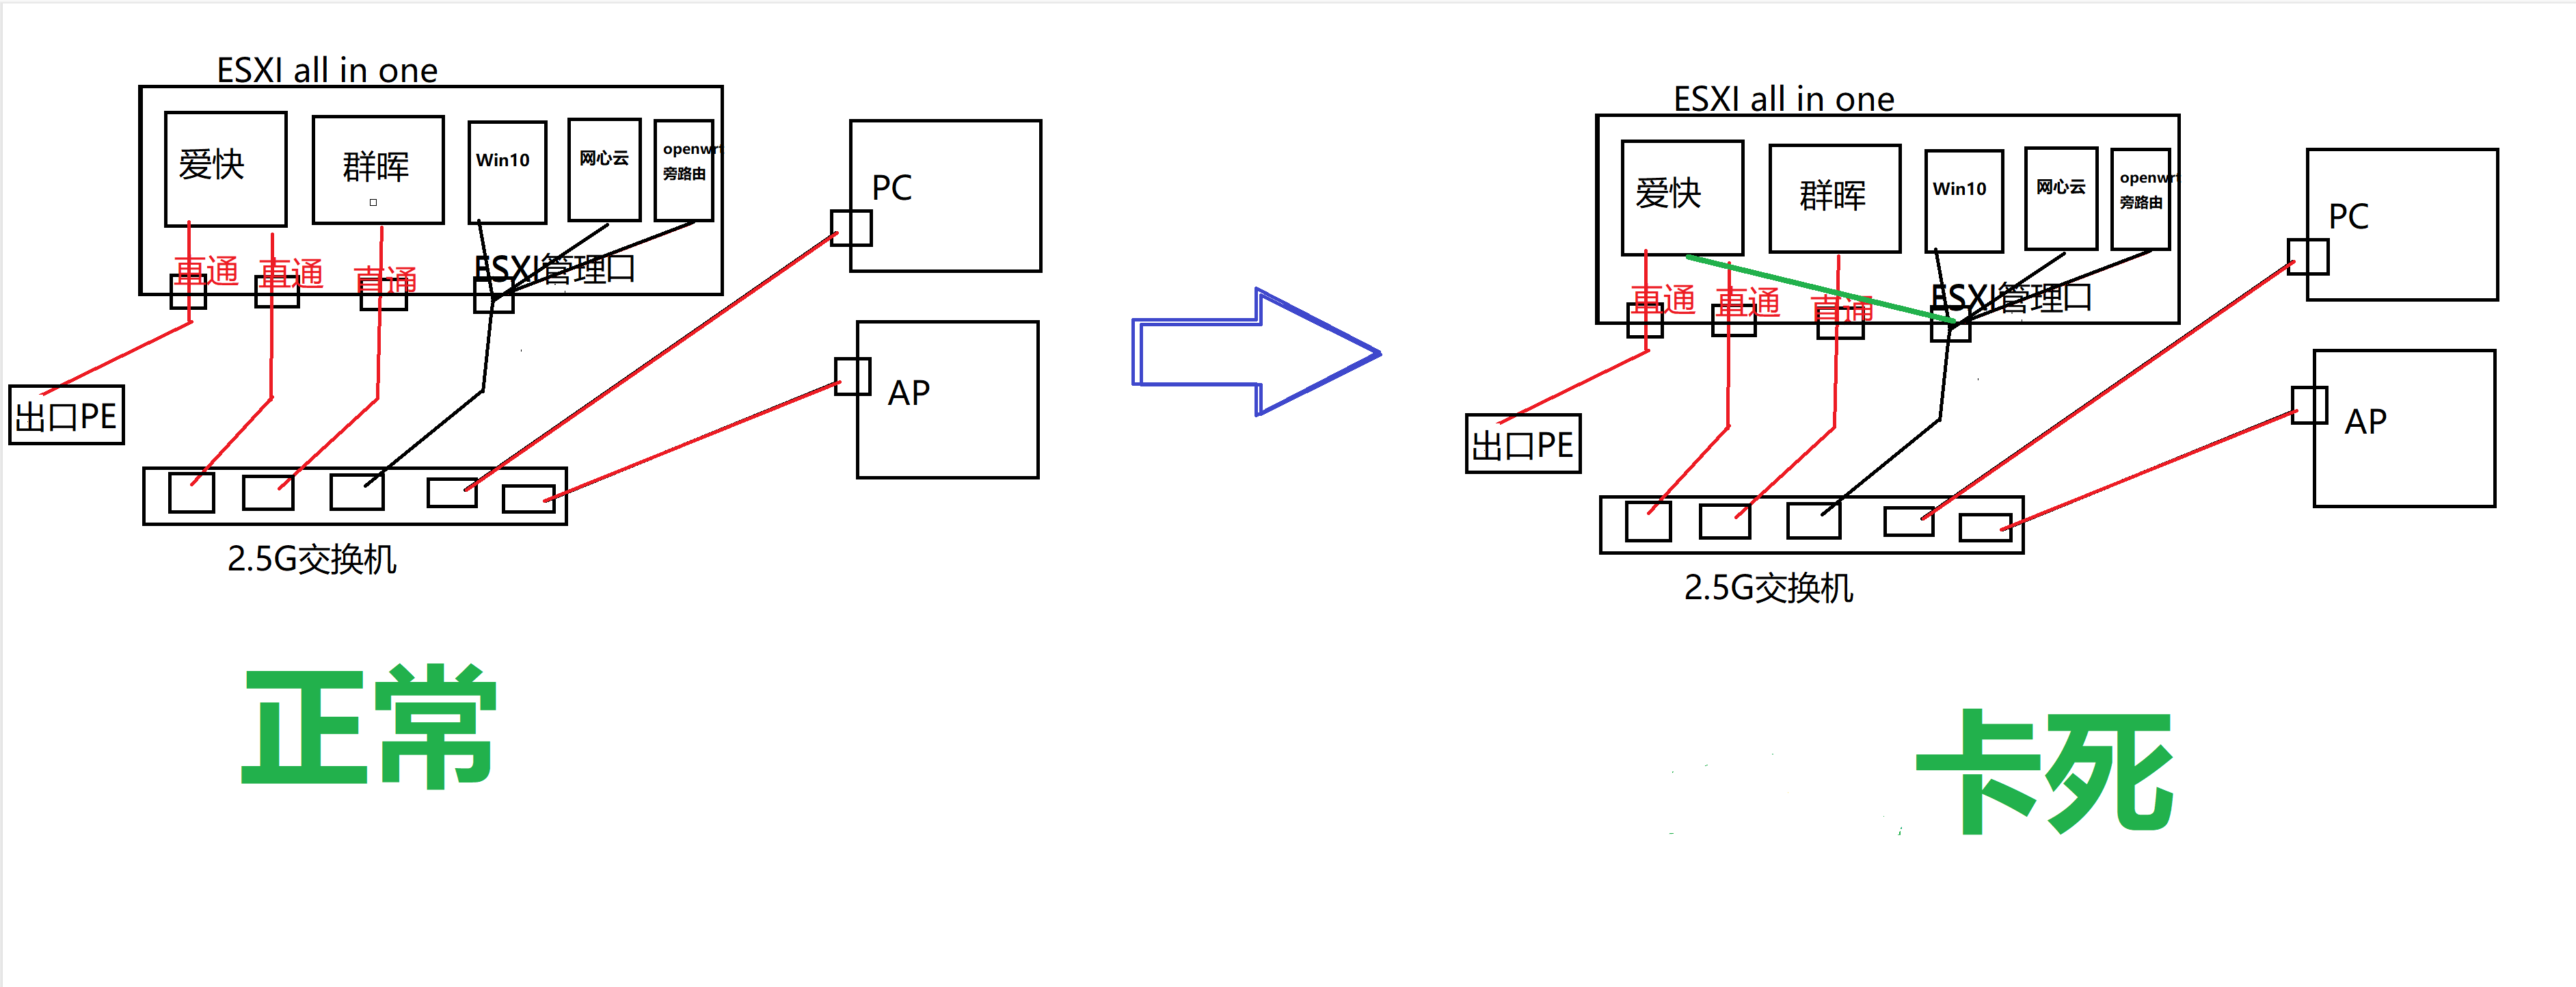 ESXI all in one
爱快
群晖
Win10
网心云
openwrt
旁路由
直通
直通
直通
ESXI管理口
PC
AP
出口PE
2.5G交换机
正常
ESXI all in one
爱快
群晖
Win10
网心云
openwrt
旁路由
直通
直通
直通
ESXI管理口
PC
AP
出口PE
2.5G交换机
卡死